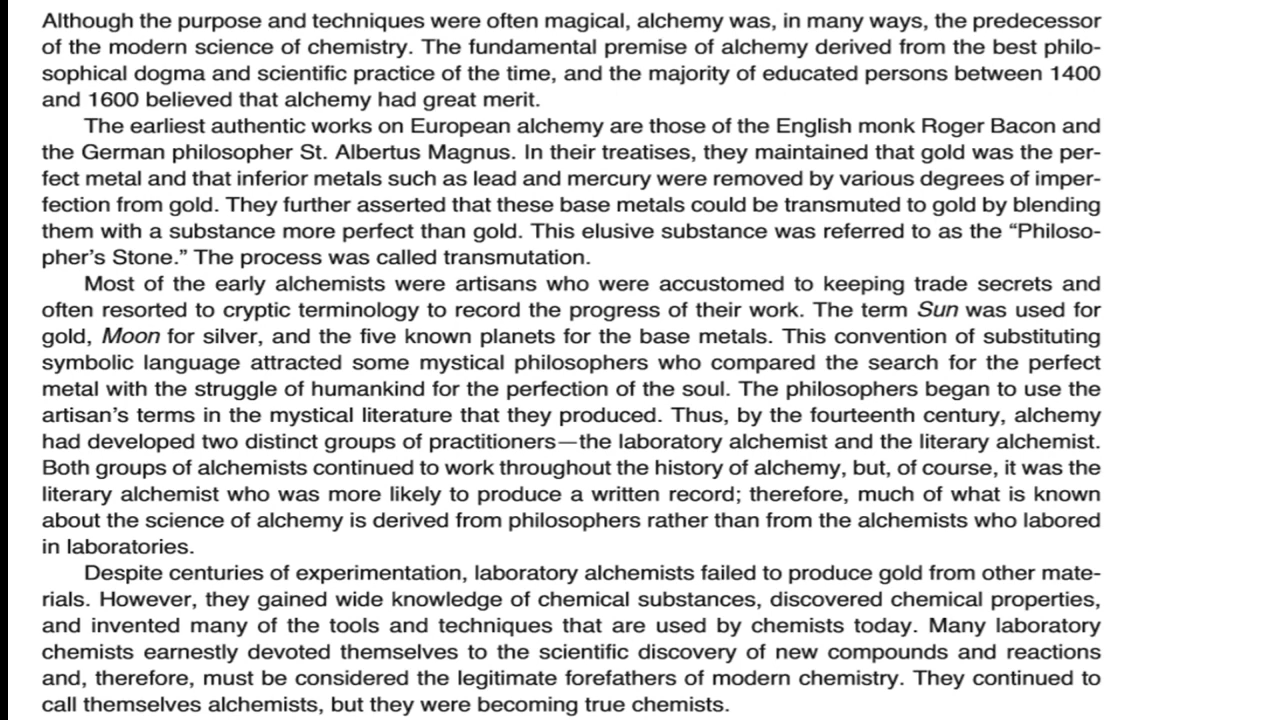 Although the purpose and techniques were often magical, alchemy was, in many ways, the predecessor
of the modern science of chemistry. The fundamental premise of alchemy derived from the best philo-
sophical dogma and scientific practice of the time, and the majority of educated persons between 1400
and 1600 believed that alchemy had great merit.
The earliest authentic works on European alchemy are those of the English monk Roger Bacon and
the German philosopher St. Albertus Magnus. In their treatises, they maintained that gold was the per-
fect metal and that inferior metals such as lead and mercury were removed by various degrees of imper-
fection from gold. They further asserted that these base metals could be transmuted to gold by blending
them with a substance more perfect than gold. This elusive substance was referred to as the “Philoso-
pher’s Stone.” The process was called transmutation.
Most of the early alchemists were artisans who were accustomed to keeping trade secrets and
often resorted to cryptic terminology to record the progress of their work. The term Sun was used for
gold, Moon for silver, and the five known planets for the base metals. This convention of substituting
symbolic language attracted some mystical philosophers who compared the search for the perfect
metal with the struggle of humankind for the perfection of the soul. The philosophers began to use the
artisan’s terms in the mystical literature that they produced. Thus, by the fourteenth century, alchemy
had developed two distinct groups of practitioners—the laboratory alchemist and the literary alchemist.
Both groups of alchemists continued to work throughout the history of alchemy, but, of course, it was the
literary alchemist who was more likely to produce a written record; therefore, much of what is known
about the science of alchemy is derived from philosophers rather than from the alchemists who labored
in laboratories.
Despite centuries of experimentation, laboratory alchemists failed to produce gold from other mate-
rials. However, they gained wide knowledge of chemical substances, discovered chemical properties,
and invented many of the tools and techniques that are used by chemists today. Many laboratory
chemists earnestly devoted themselves to the scientific discovery of new compounds and reactions
and, therefore, must be considered the legitimate forefathers of modern chemistry. They continued to
call themselves alchemists, but they were becoming true chemists.